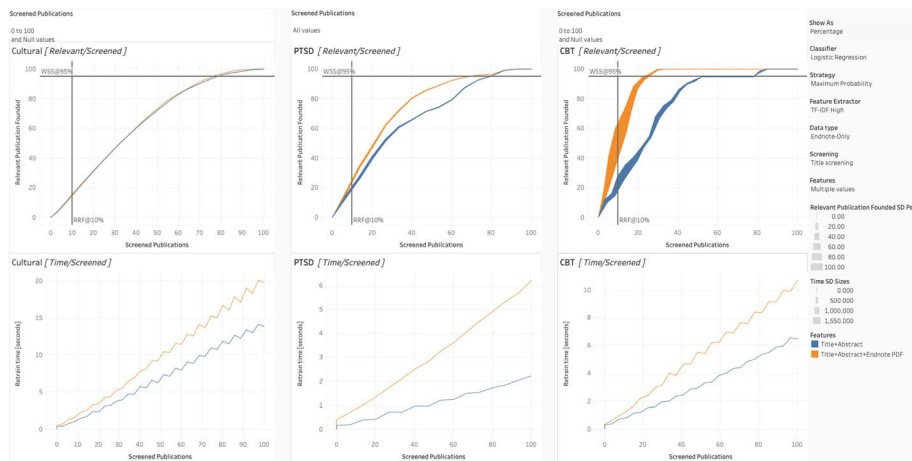 Screened Publications
0 to 100
and Null values
Cultural [ Relevant/Screened ]
WSS@95%
100
80
60
40
20
0
Relevant Publication Founded
RRF@10%
0 10 20 30 40 50 60 70 80 90 100
Screened Publications
Screened Publications
All values
PTSD [ Relevant/Screened ]
WSS@95%
100
80
60
40
20
0
Relevant Publication Founded
RRF@10%
0 20 40 60 80 100
Screened Publications
Screened Publications
0 to 100
and Null values
CBT [ Relevant/Screened ]
WSS@95%
100
80
60
40
20
0
Relevant Publication Founded
RRF@10%
0 20 40 60 80 100
Screened Publications
Cultural [ Time/Screened ]
20
15
10
5
0
Retrain time [seconds]
0 10 20 30 40 50 60 70 80 90 100
Screened Publications
PTSD [ Time/Screened ]
6
5
4
3
2
1
0
Retrain time [seconds]
0 20 40 60 80 100
Screened Publications
CBT [ Time/Screened ]
10
8
6
4
2
0
Retrain time [seconds]
0 20 40 60 80 100
Screened Publications
Show As
Percentage
Classifier
Logistic Regression
Strategy
Maximum Probability
Feature Extractor
TF-IDF High
Data type
Endnote-Only
Screening
Title screening
Features
Multiple values
Relevant Publication Founded SD Pe
0.00
20.00
40.00
60.00
80.00
100.00
Time SD Sizes
0.000
500.000
1,000.000
1,550.000
Features
Title+Abstract
Title+Abstract+Endnote PDF